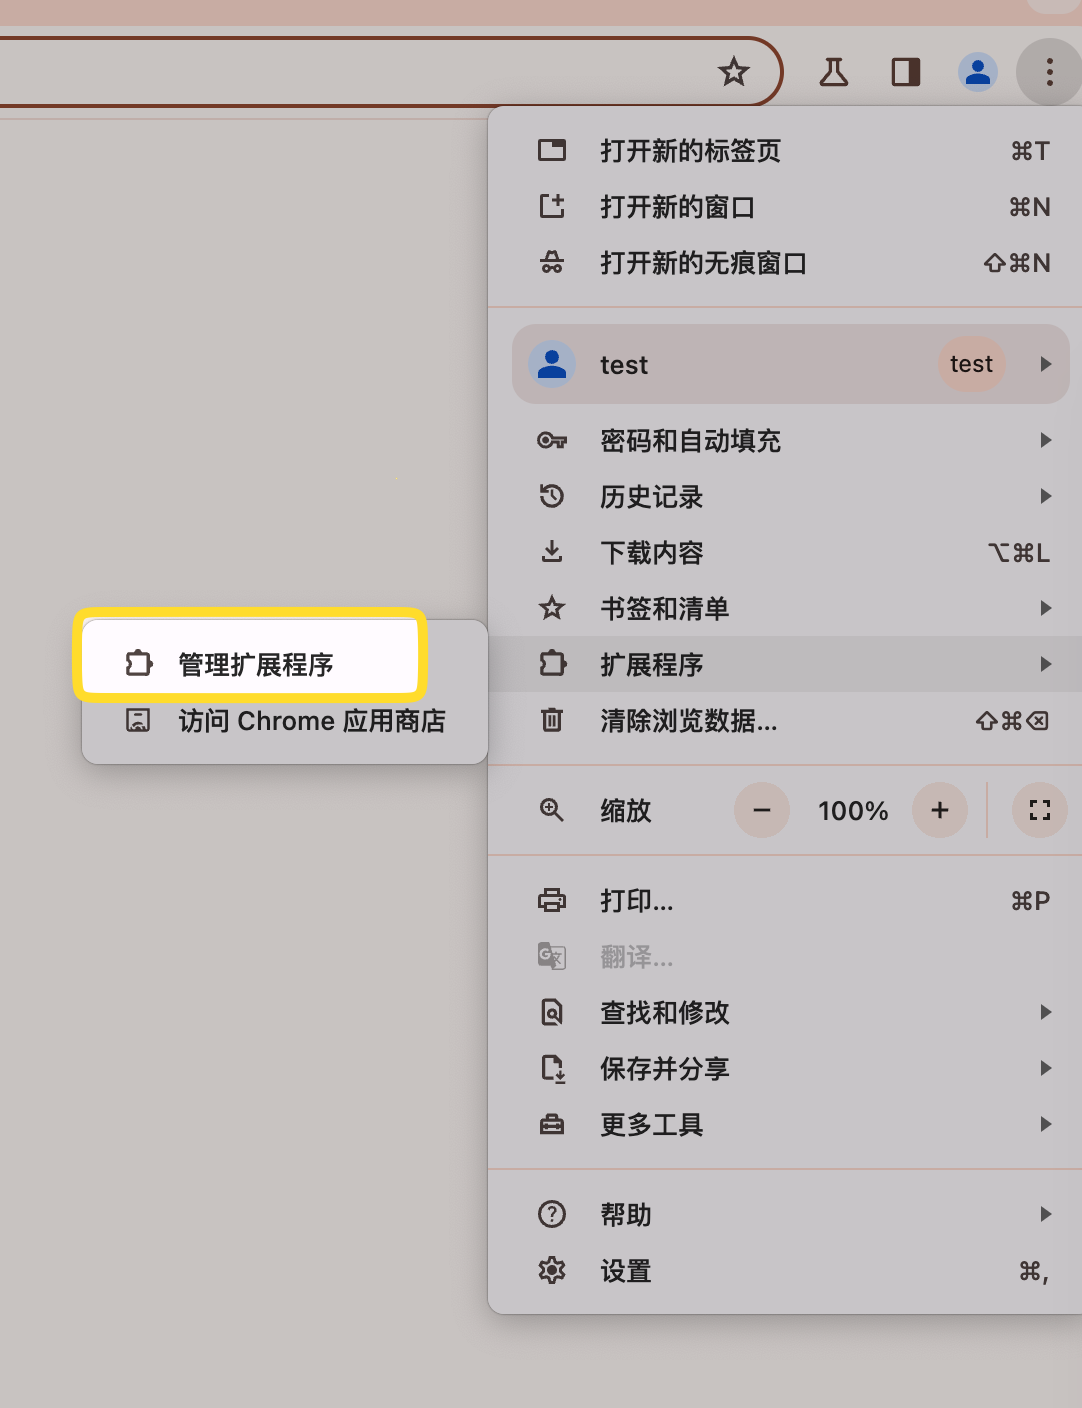 打开新的标签页 ⌘T
打开新的窗口 ⌘N
打开新的无痕窗口 ⇧⌘N
test test
密码和自动填充
历史记录
下载内容 ⌥⌘L
书签和清单
扩展程序
管理扩展程序
访问 Chrome 应用商店
清除浏览数据... ⇧⌘⌫
缩放 − 100% +
打印... ⌘P
翻译...
查找和修改
保存并分享
更多工具
帮助
设置 ⌘,